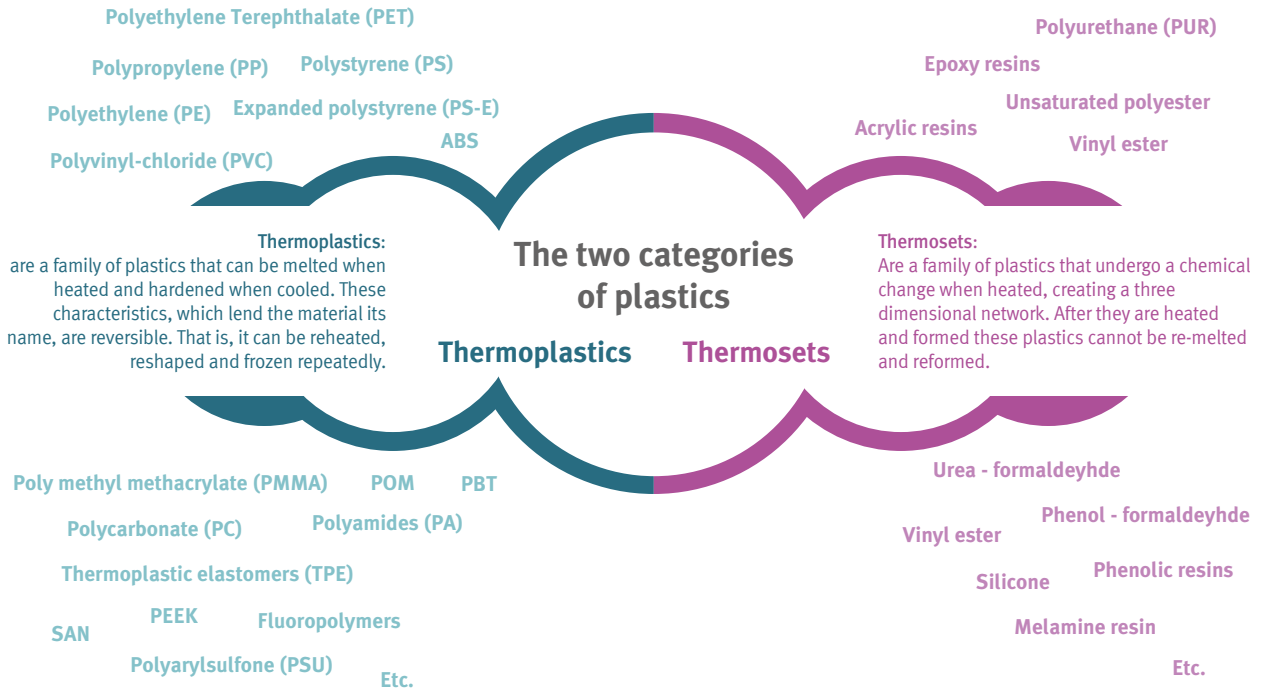 Polyethylene Terephthalate (PET)
Polypropylene (PP)
Polystyrene (PS)
Polyethylene (PE)
Expanded polystyrene (PS-E)
ABS
Polyvinyl-chloride (PVC)
Polyurethane (PUR)
Epoxy resins
Unsaturated polyester
Acrylic resins
Vinyl ester
Thermoplastics:
are a family of plastics that can be melted when
heated and hardened when cooled. These
characteristics, which lend the material its
name, are reversible. That is, it can be reheated,
reshaped and frozen repeatedly.
The two categories
of plastics
Thermoplastics
Thermosets
Thermosets:
Are a family of plastics that undergo a chemical
change when heated, creating a three
dimensional network. After they are heated
and formed these plastics cannot be re-melted
and reformed.
Poly methyl methacrylate (PMMA)
POM
PBT
Polycarbonate (PC)
Polyamides (PA)
Thermoplastic elastomers (TPE)
PEEK
Fluoropolymers
SAN
Polyarylsulfone (PSU)
Etc.
Urea - formaldeyhde
Phenol - formaldeyhde
Vinyl ester
Phenolic resins
Silicone
Melamine resin
Etc.